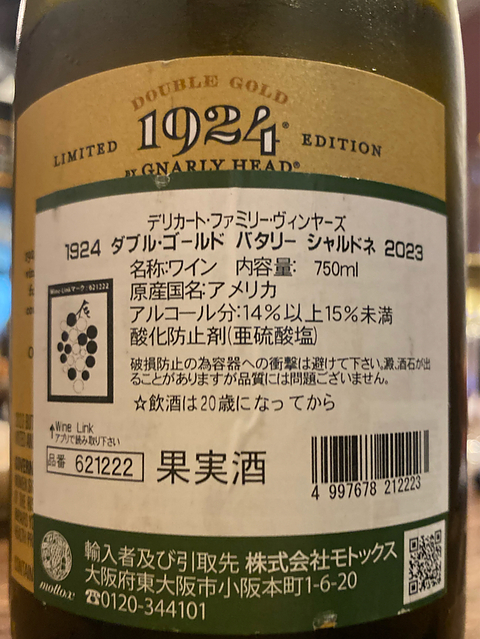 DOUBLE GOLD
LIMITED 1924 EDITION
BY GNARLY HEAD
デリカート・ファミリー・ヴィンヤーズ
1924 ダブル・ゴールド バタリー シャルドネ 2023
名称:ワイン 内容量: 750ml
原産国名:アメリカ
アルコール分:14%以上15%未満
酸化防止剤(亜硫酸塩)
破損防止の為容器への衝撃は避けて下さい。澱、酒石が出
ることがありますが品質には問題ございません。
☆飲酒は20歳になってから
Wine Linkマーク:621222
↑Wine Link
アプリで読み取り下さい
品番 621222
果実酒
4 997678 212223
輸入者及び引取先 株式会社モトックス
大阪府東大阪市小阪本町1-6-20
☎0120-344101
mottox